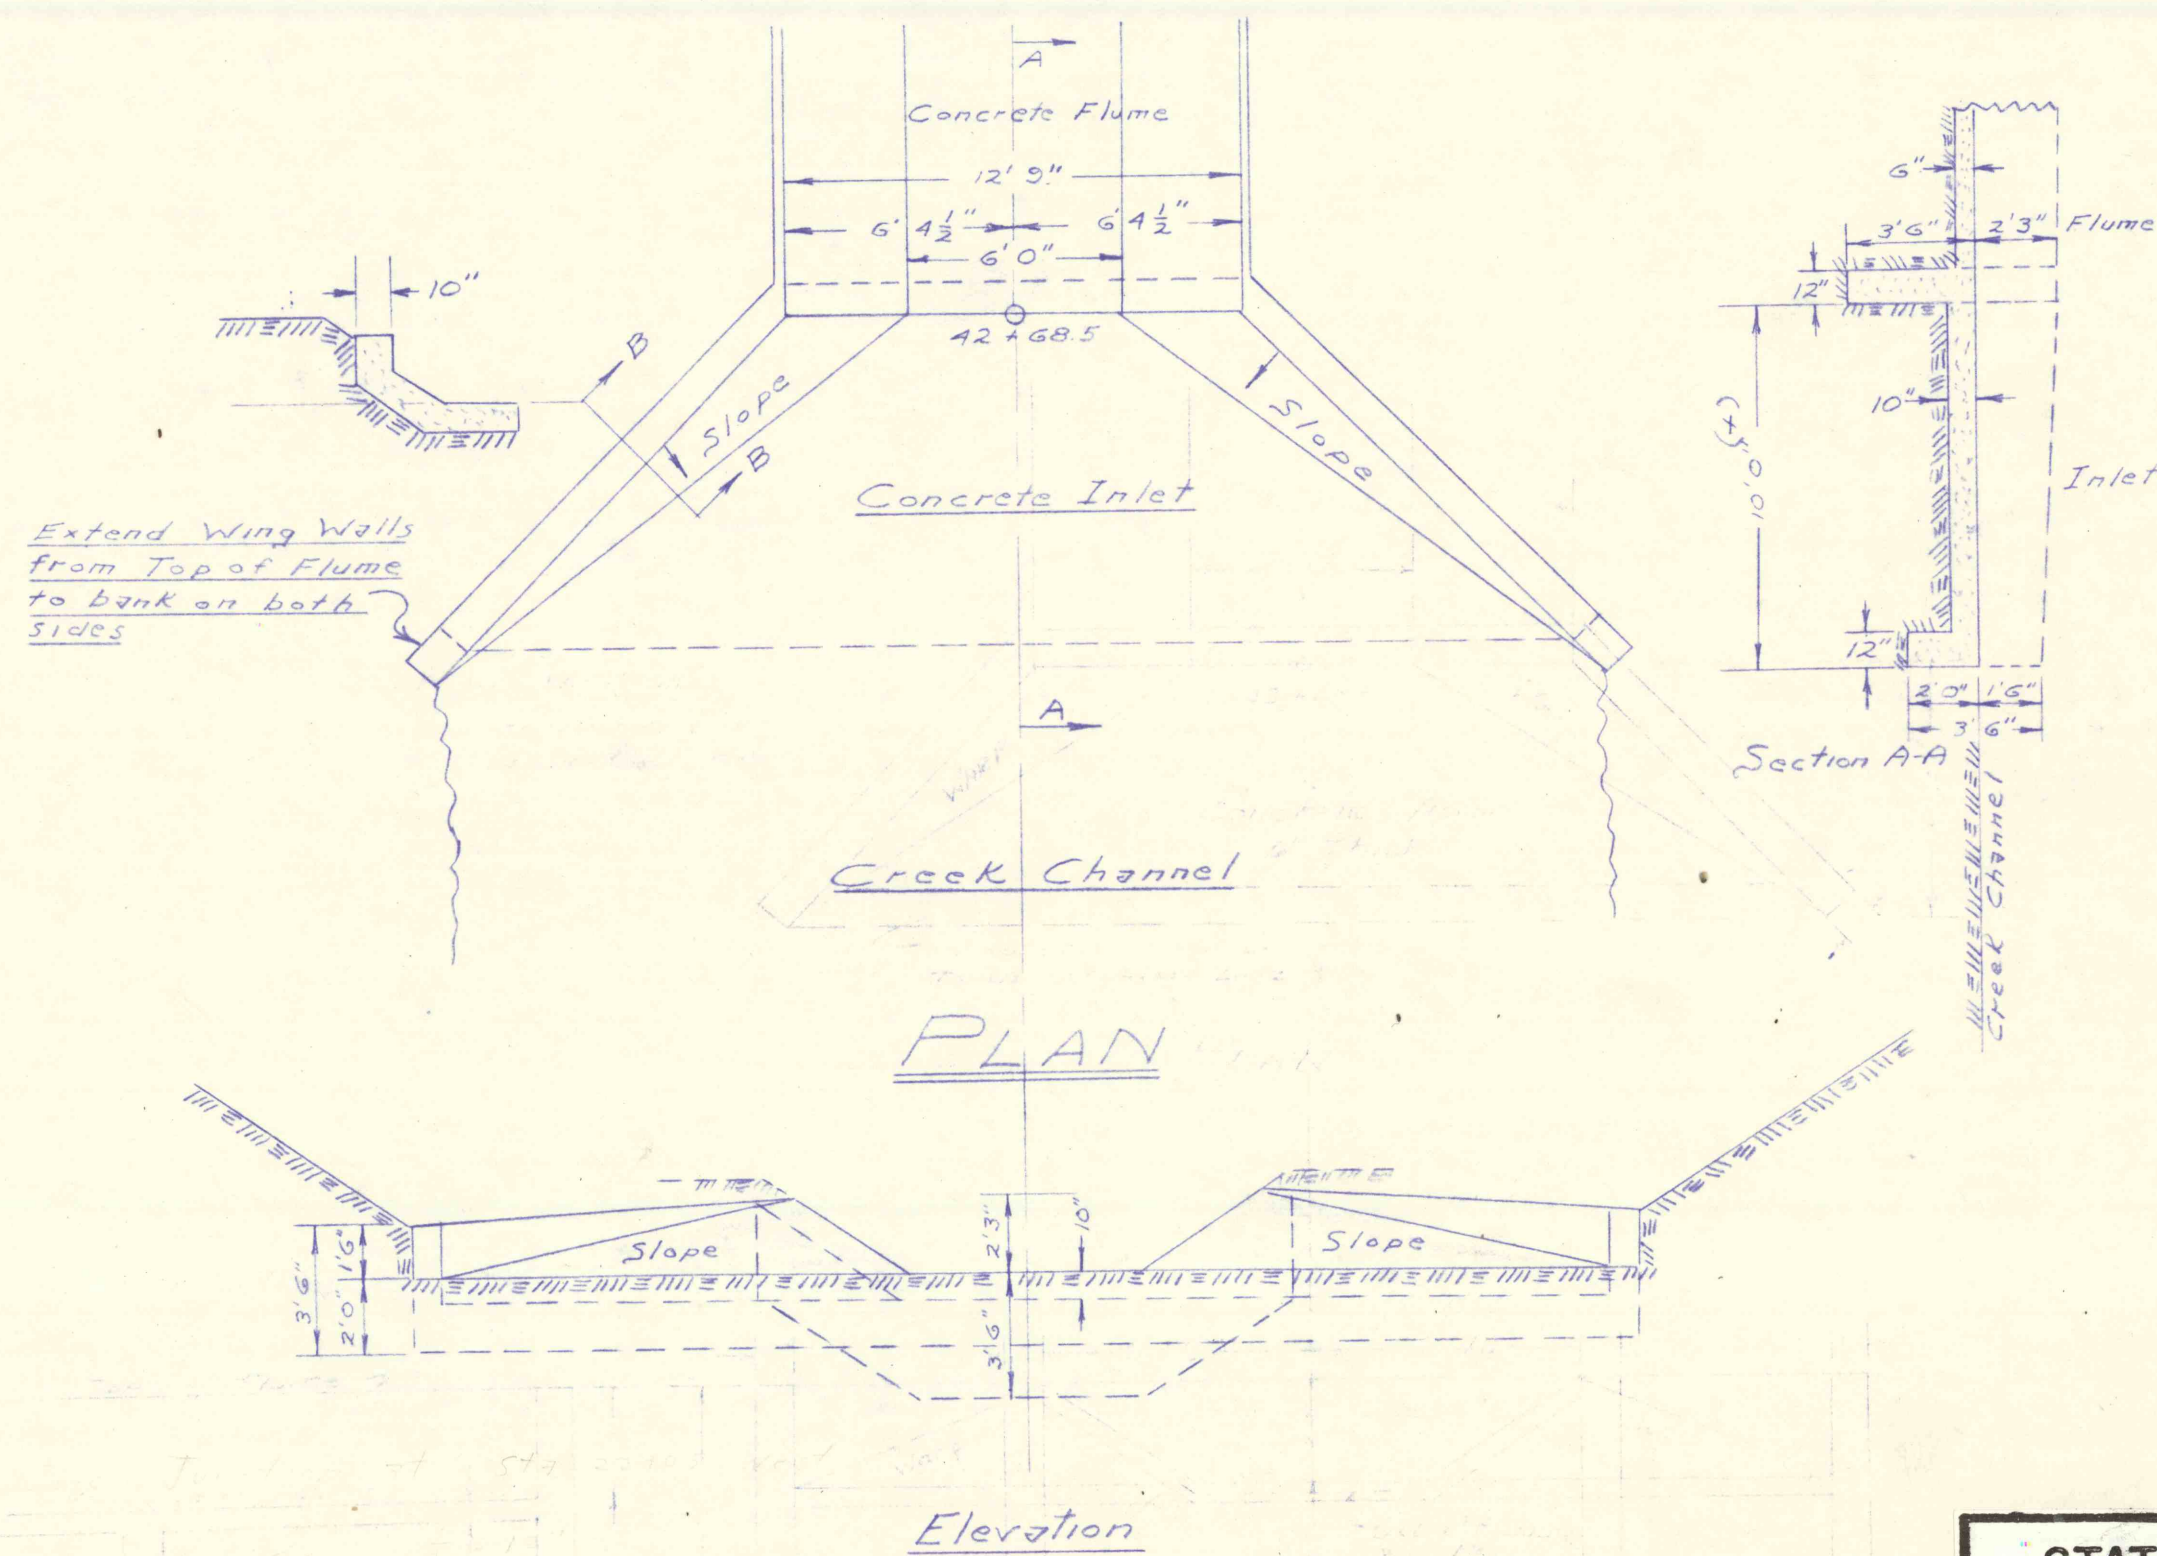 A
Concrete Flume
12' 9"
6' 4 1/2" 6' 4 1/2"
6' 0"
42 + 68.5
10"
B
B
Slope
Slope
Concrete Inlet
Extend Wing Walls
from Top of Flume
to bank on both
sides
A
Creek Channel
PLAN
6"
3'6" 2'3" Flume
12"
10"
10'.0'(±)
Inlet
12"
2'0" 1'6"
3' 6"
Section A-A
Creek Channel
Slope
Slope
1'6"
3'6"
2'0"
2'3"
10"
3'6"
Elevation